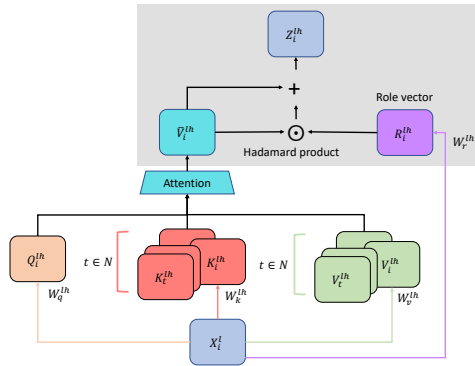 Z_i^{lh}
+
Role vector
V̄_i^{lh}
⊙
R_i^{lh}
W_r^{lh}
Hadamard product
Attention
Q_i^{lh}
t ∈ N
K_t^{lh}
K_i^{lh}
t ∈ N
V_t^{lh}
V_i^{lh}
W_q^{lh}
W_k^{lh}
W_v^{lh}
X_i^l